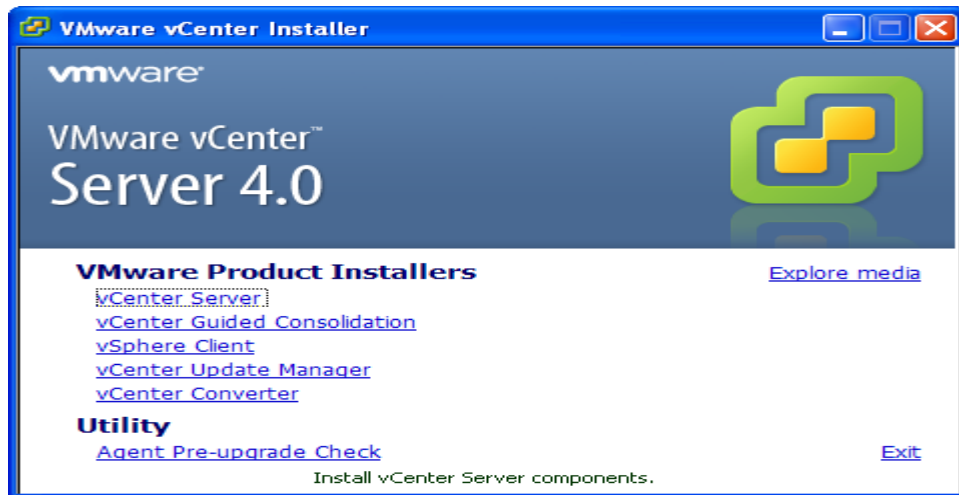 VMware vCenter Installer
vmware
VMware vCenter™
Server 4.0
VMware Product Installers
Explore media
vCenter Server
vCenter Guided Consolidation
vSphere Client
vCenter Update Manager
vCenter Converter
Utility
Agent Pre-upgrade Check
Exit
Install vCenter Server components.